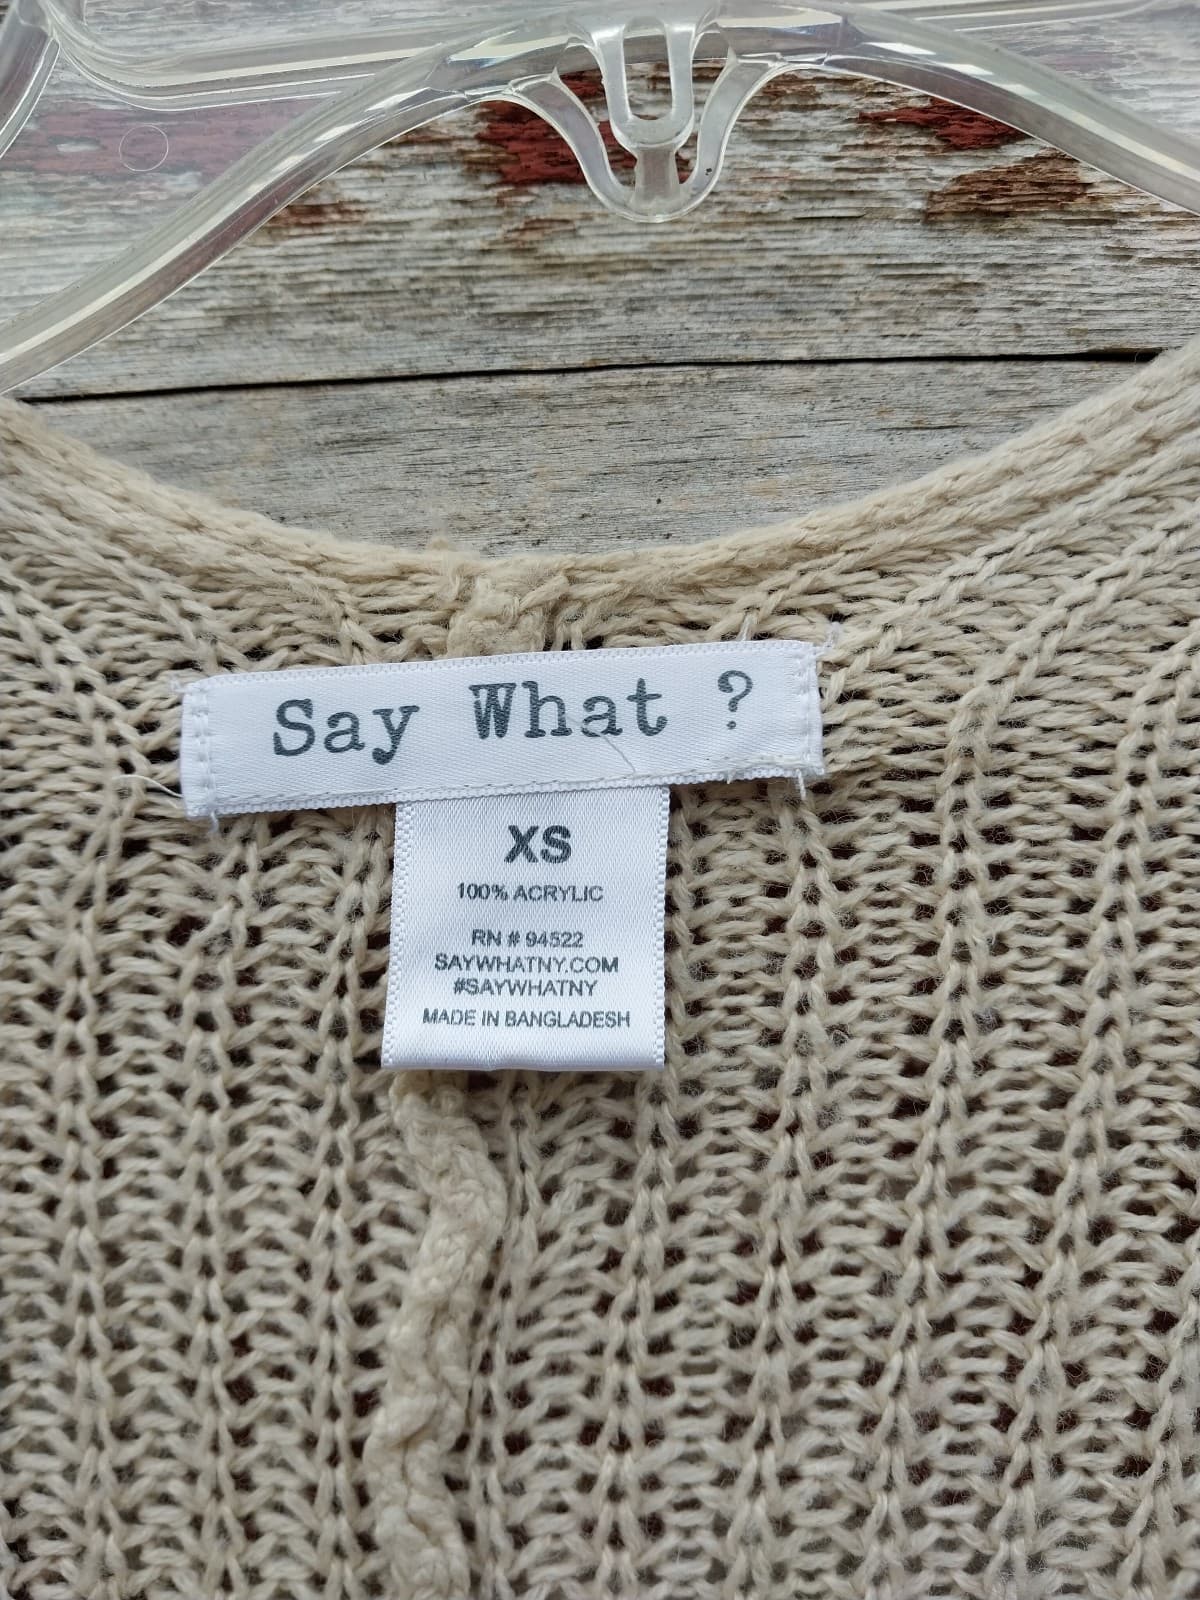 Say What ?
XS
100% ACRYLIC
RN # 94522
SAYWHATNY.COM
#SAYWHATNY
MADE IN BANGLADESH